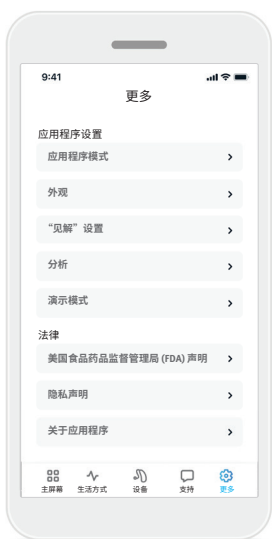 9:41
更多
应用程序设置
应用程序模式
外观
“见解”设置
分析
演示模式
法律
美国食品药品监督管理局 (FDA) 声明
隐私声明
关于应用程序
主屏幕 生活方式 设备 支持 更多